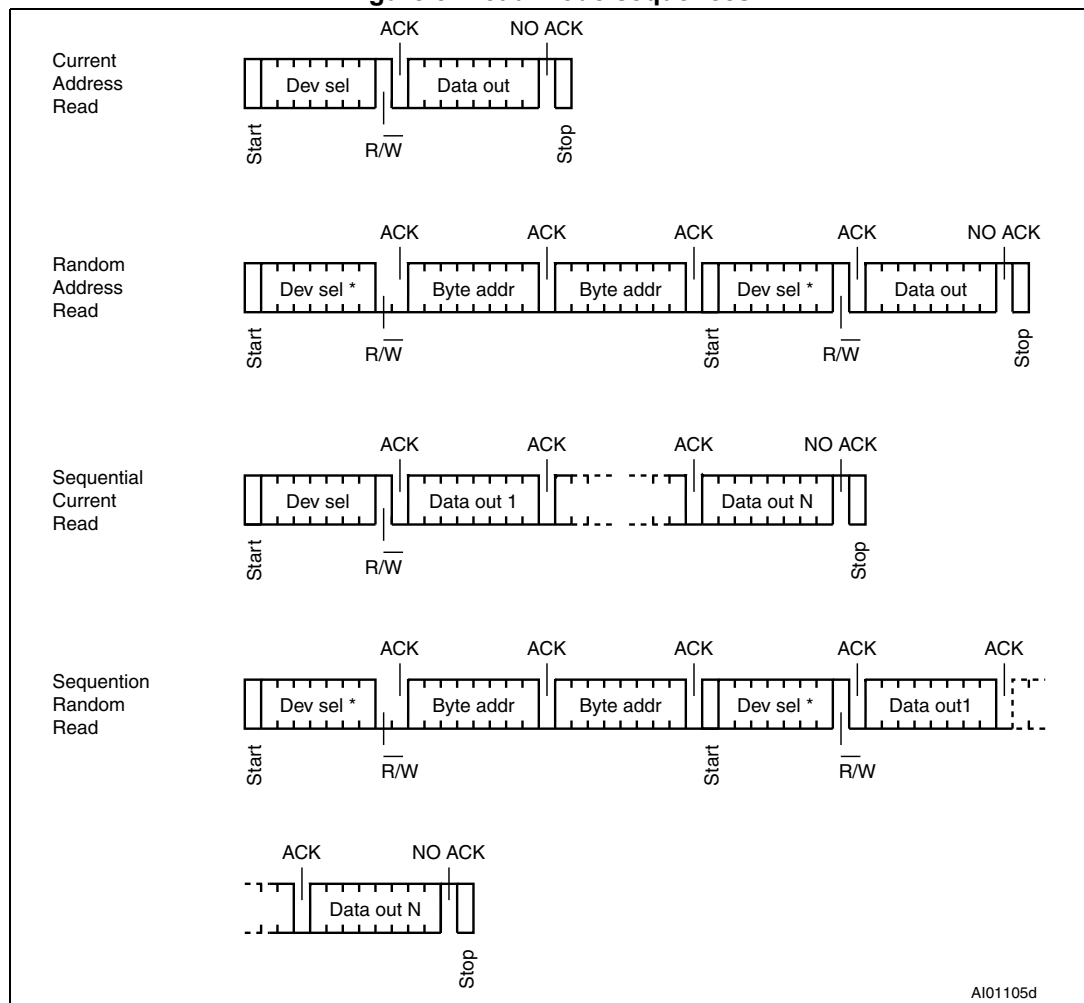 Current
Address
Read
ACK NO ACK
Dev sel Data out
Start R/W Stop
Random
Address
Read
ACK ACK ACK ACK NO ACK
Dev sel * Byte addr Byte addr Dev sel * Data out
Start R/W Start R/W Stop
Sequential
Current
Read
ACK ACK ACK NO ACK
Dev sel Data out 1 Data out N
Start R/W Stop
Sequention
Random
Read
ACK ACK ACK ACK ACK
Dev sel * Byte addr Byte addr Dev sel * Data out1
Start R/W Start R/W
ACK NO ACK
Data out N
Stop
AI01105d